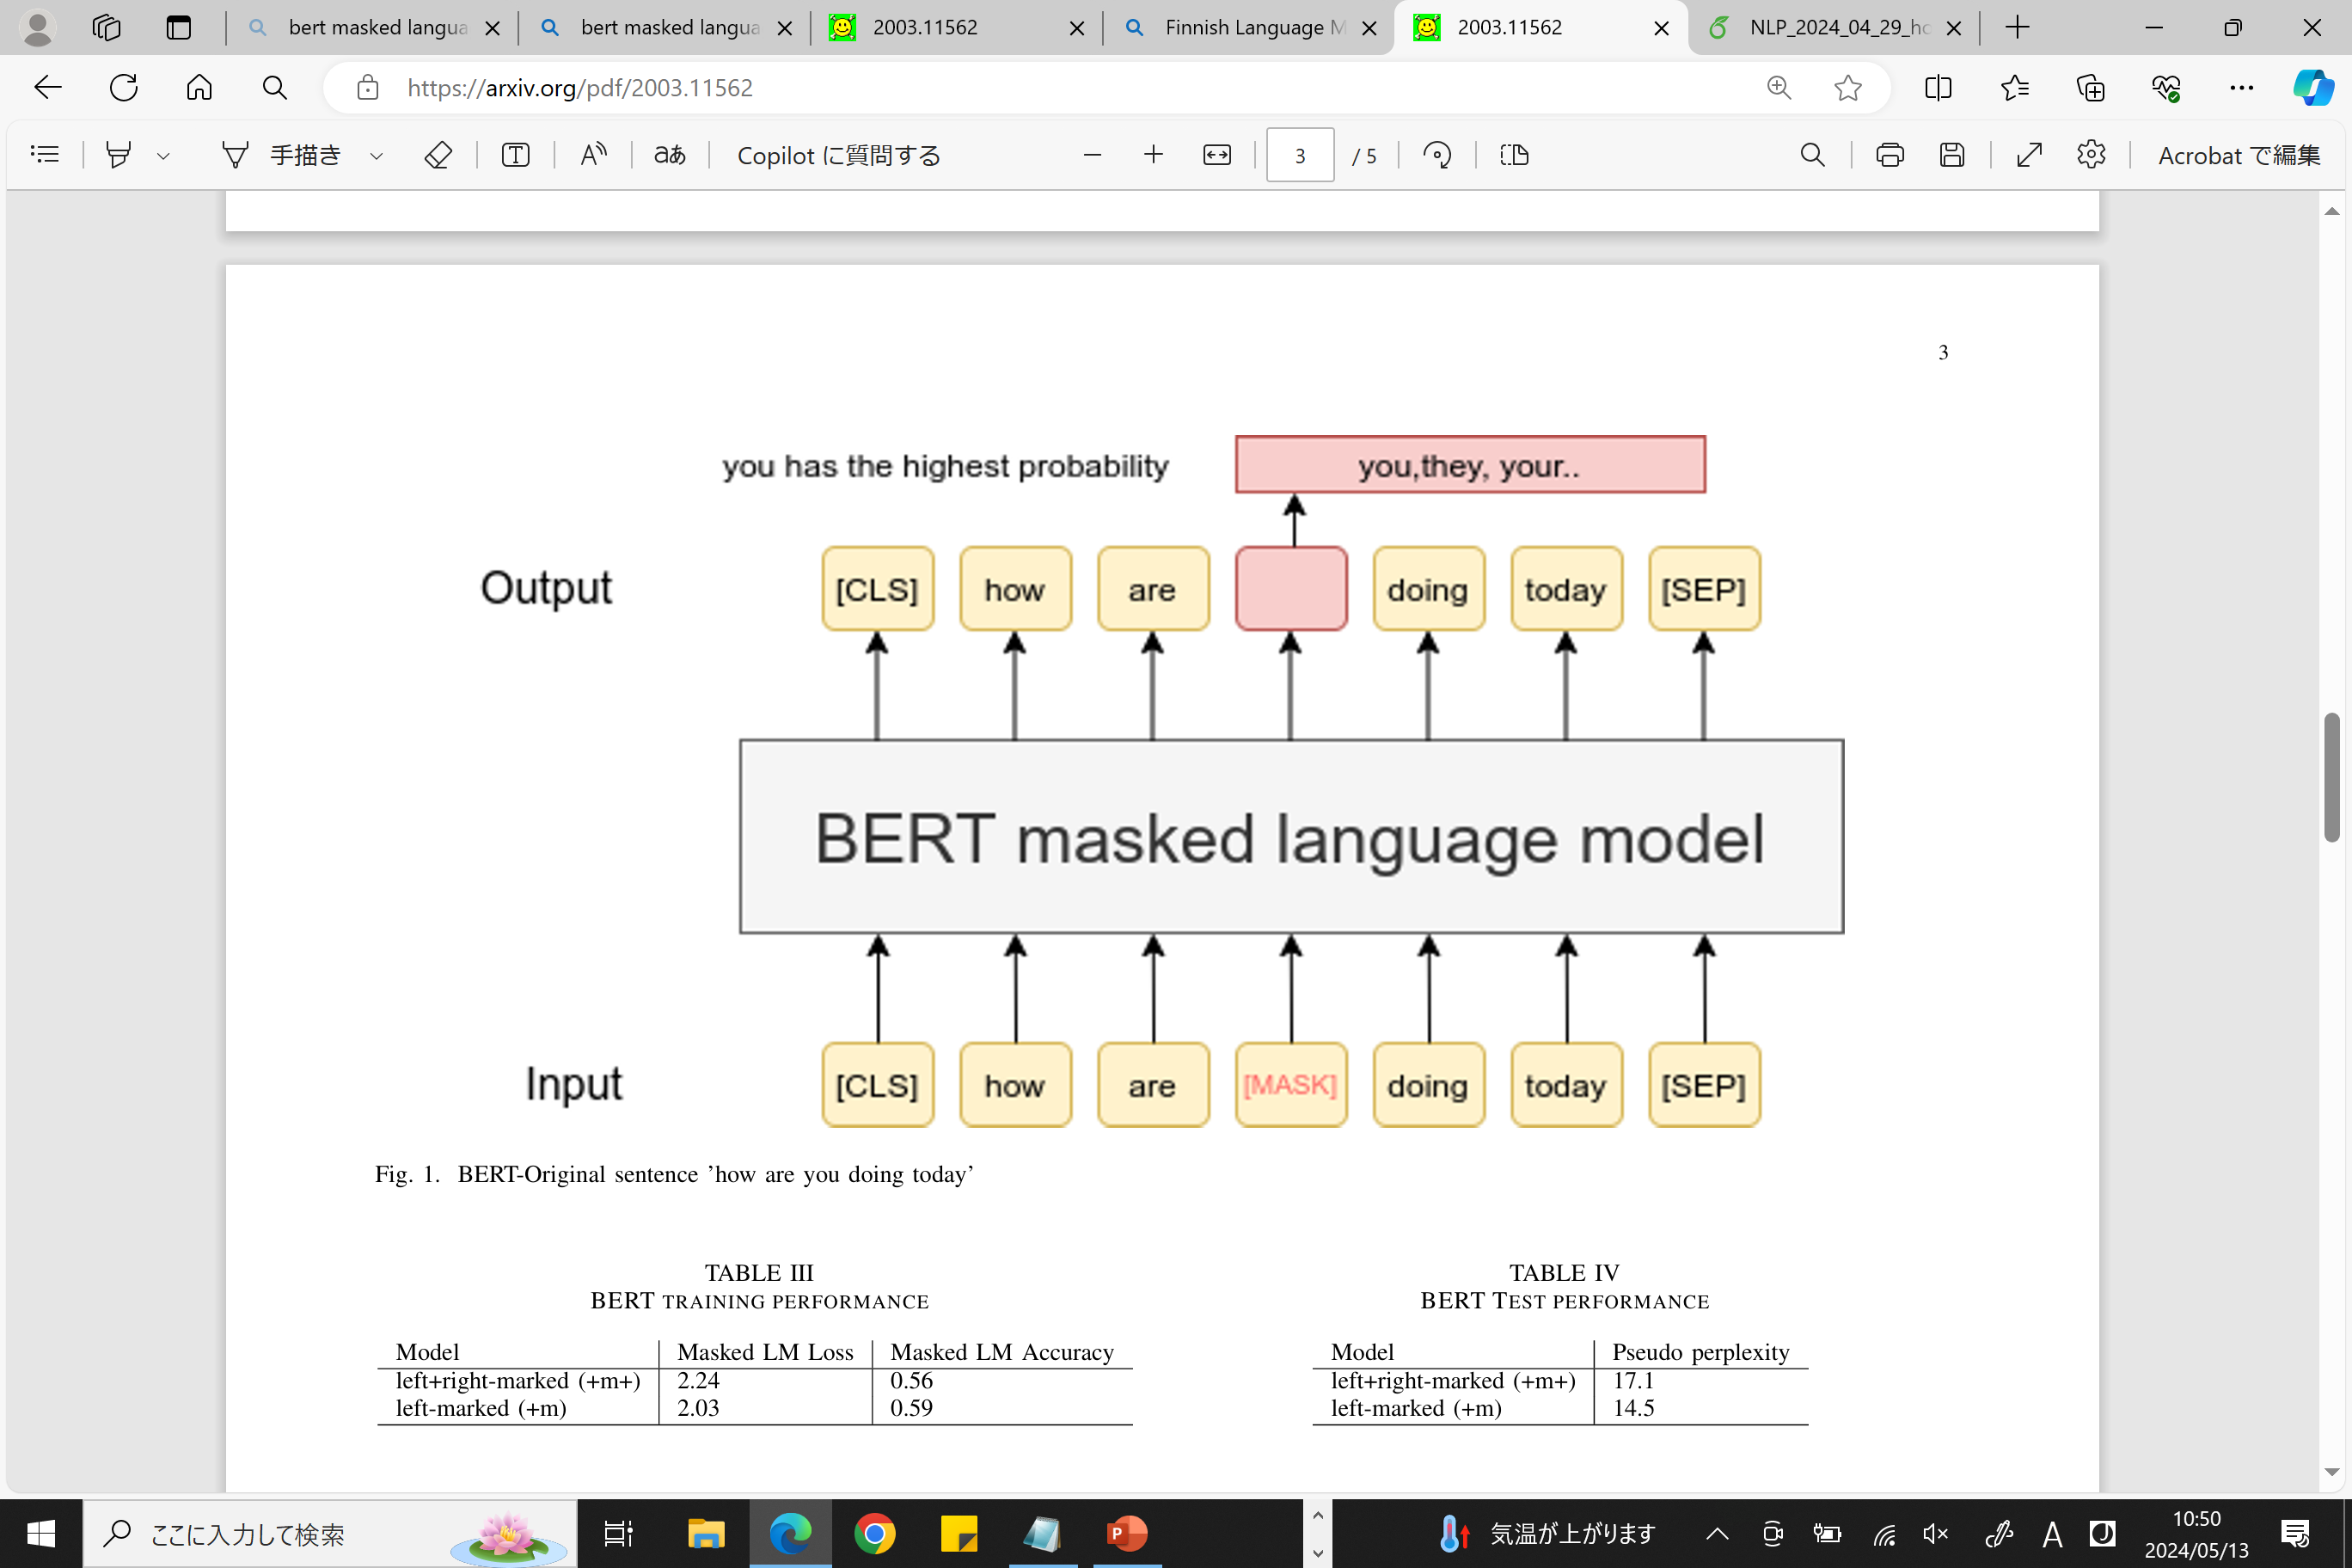 bert masked langua
bert masked langua
2003.11562
Finnish Language M
2003.11562
NLP_2024_04_29_hc
https://arxiv.org/pdf/2003.11562
手描き
aあ
Copilot に質問する
3
/ 5
Acrobat で編集
3
you has the highest probability
you,they, your..
Output
[CLS] how are doing today [SEP]
BERT masked language model
Input
[CLS] how are [MASK] doing today [SEP]
Fig. 1. BERT-Original sentence ’how are you doing today’
TABLE III
BERT TRAINING PERFORMANCE
Model Masked LM Loss Masked LM Accuracy
left+right-marked (+m+) 2.24 0.56
left-marked (+m) 2.03 0.59
TABLE IV
BERT TEST PERFORMANCE
Model Pseudo perplexity
left+right-marked (+m+) 17.1
left-marked (+m) 14.5
ここに入力して検索
気温が上がります
A
10:50
2024/05/13